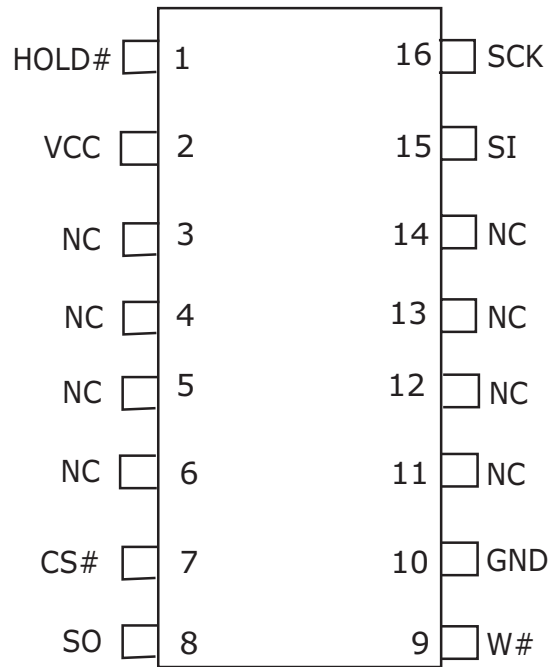 HOLD# 1 16 SCK
VCC 2 15 SI
NC 3 14 NC
NC 4 13 NC
NC 5 12 NC
NC 6 11 NC
CS# 7 10 GND
SO 8 9 W#